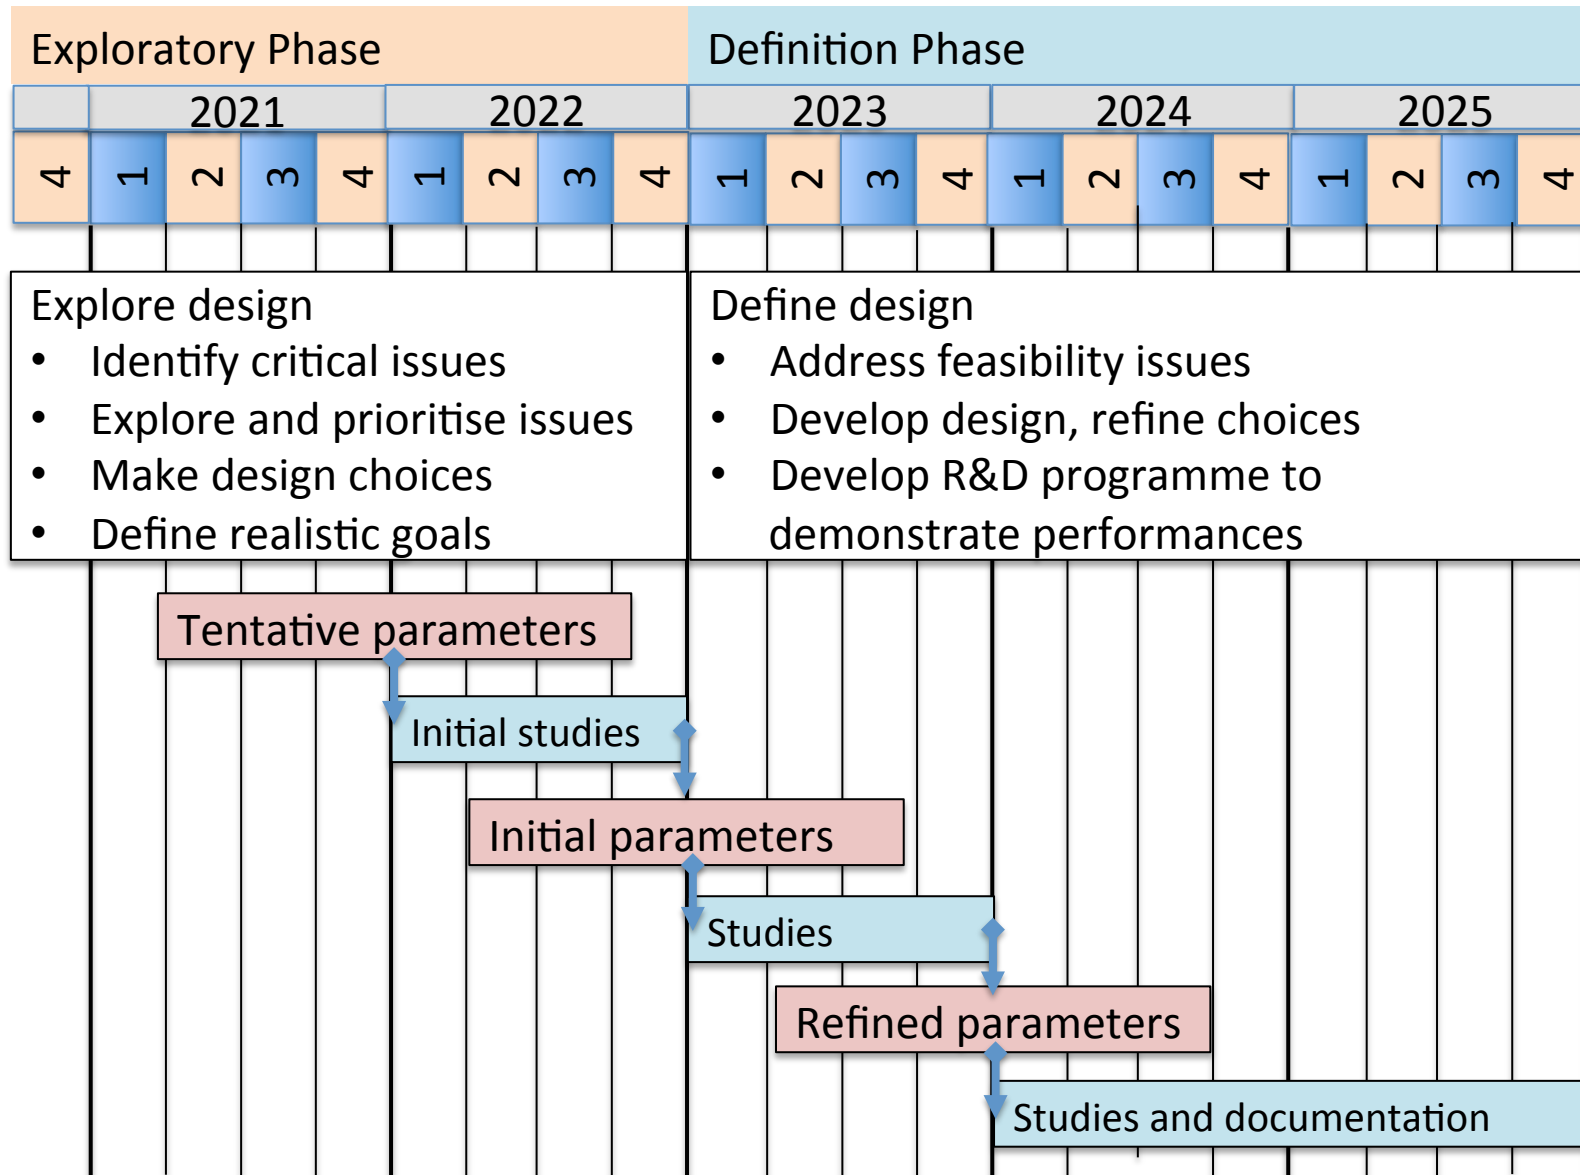 Exploratory Phase Definition Phase
2021 2022 2023 2024 2025
4 1 2 3 4 1 2 3 4 1 2 3 4 1 2 3 4 1 2 3 4
Explore design
• Identify critical issues
• Explore and prioritise issues
• Make design choices
• Define realistic goals
Define design
• Address feasibility issues
• Develop design, refine choices
• Develop R&D programme to
demonstrate performances
Tentative parameters
Initial studies
Initial parameters
Studies
Refined parameters
Studies and documentation